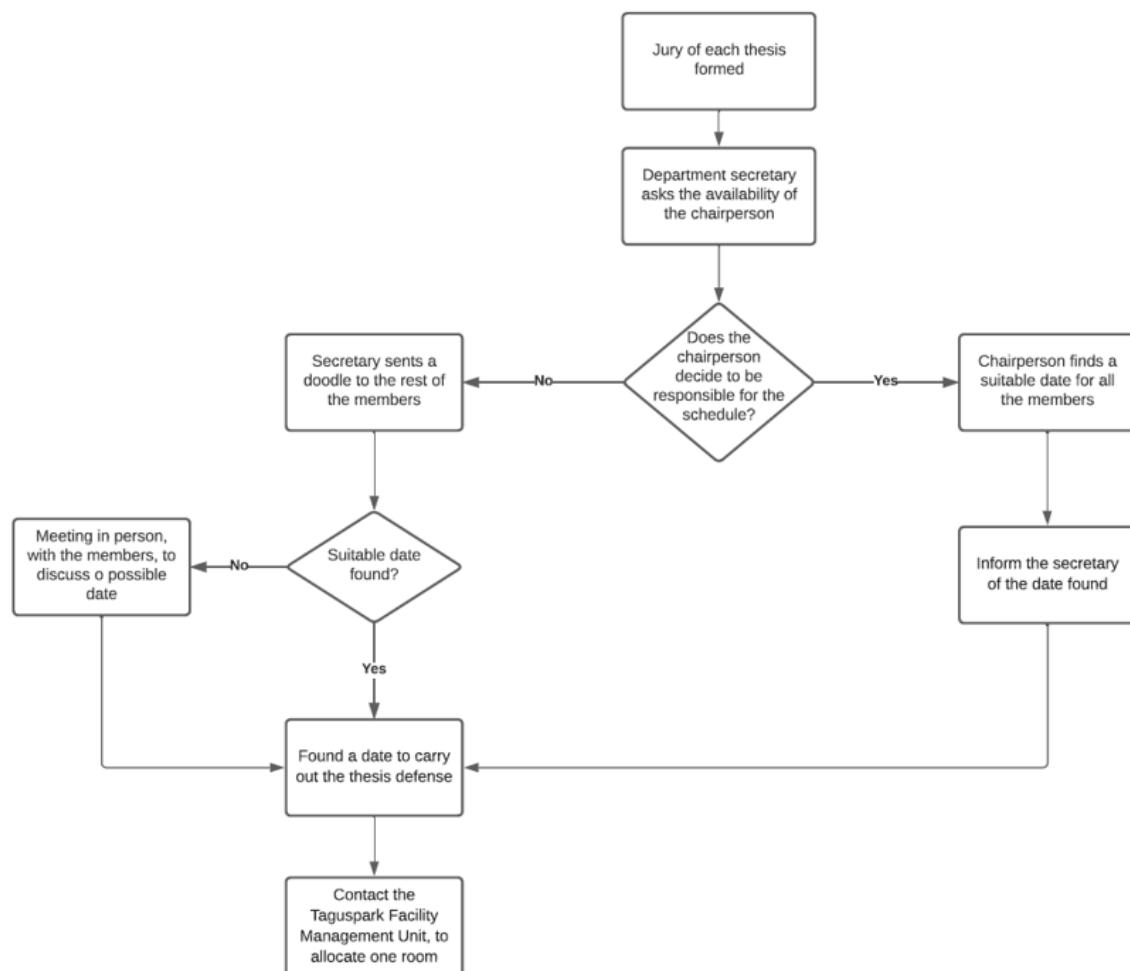 Jury of each thesis
formed
Department secretary
asks the availability of
the chairperson
Does the
chairperson
decide to be
responsible for the
schedule?
No
Yes
Secretary sents a
doodle to the rest of
the members
Chairperson finds a
suitable date for all
the members
Suitable date
found?
No
Yes
Meeting in person,
with the members, to
discuss o possible
date
Inform the secretary
of the date found
Found a date to carry
out the thesis defense
Contact the
Taguspark Facility
Management Unit, to
allocate one room